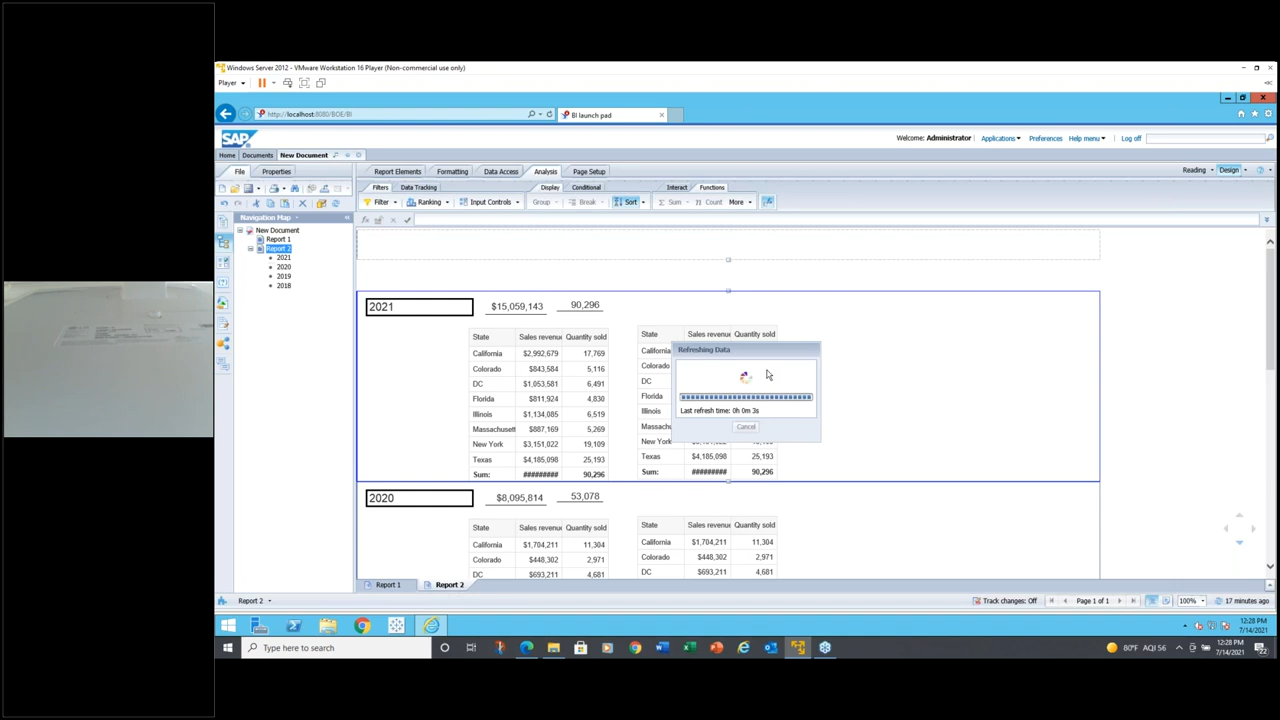 Windows Server 2012 - VMware Workstation 16 Player (Non-commercial use only)
Player
http://localhost:8080/BOE/BI
BI launch pad
SAP
Welcome: Administrator Applications Preferences Help menu Log off
Home Documents New Document
File Properties
Report Elements Formatting Data Access Analysis Page Setup
Reading Design
Filters Data Tracking Display Conditional Interact Functions
Filter Ranking Input Controls Group Break Sort Sum Count More
Navigation Map
New Document
Report 1
Report 2
2021
2020
2019
2018
2021 $15,059,143 90,296
State Sales revenue Quantity sold
California $2,992,679 17,769
Colorado $843,584 5,116
DC $1,053,581 6,491
Florida $811,924 4,830
Illinois $1,134,085 6,519
Massachusett $887,169 5,269
New York $3,151,022 19,109
Texas $4,185,098 25,193
Sum: ######### 90,296
State Sales revenue Quantity sold
California
Colorado
DC
Florida
Illinois
Massachu
New York
Texas $4,185,098 25,193
Sum: ######### 90,296
Refreshing Data
Last refresh time: 0h 0m 3s
Cancel
2020 $8,095,814 53,078
State Sales revenue Quantity sold
California $1,704,211 11,304
Colorado $448,302 2,971
DC $693,211 4,681
State Sales revenue Quantity sold
California $1,704,211 11,304
Colorado $448,302 2,971
DC $693,211 4,681
Report 1 Report 2
Report 2
Track changes: Off Page 1 of 1 100% 17 minutes ago
12:28 PM
7/14/2021
Type here to search
80°F AQI 56
12:28 PM
7/14/2021
22